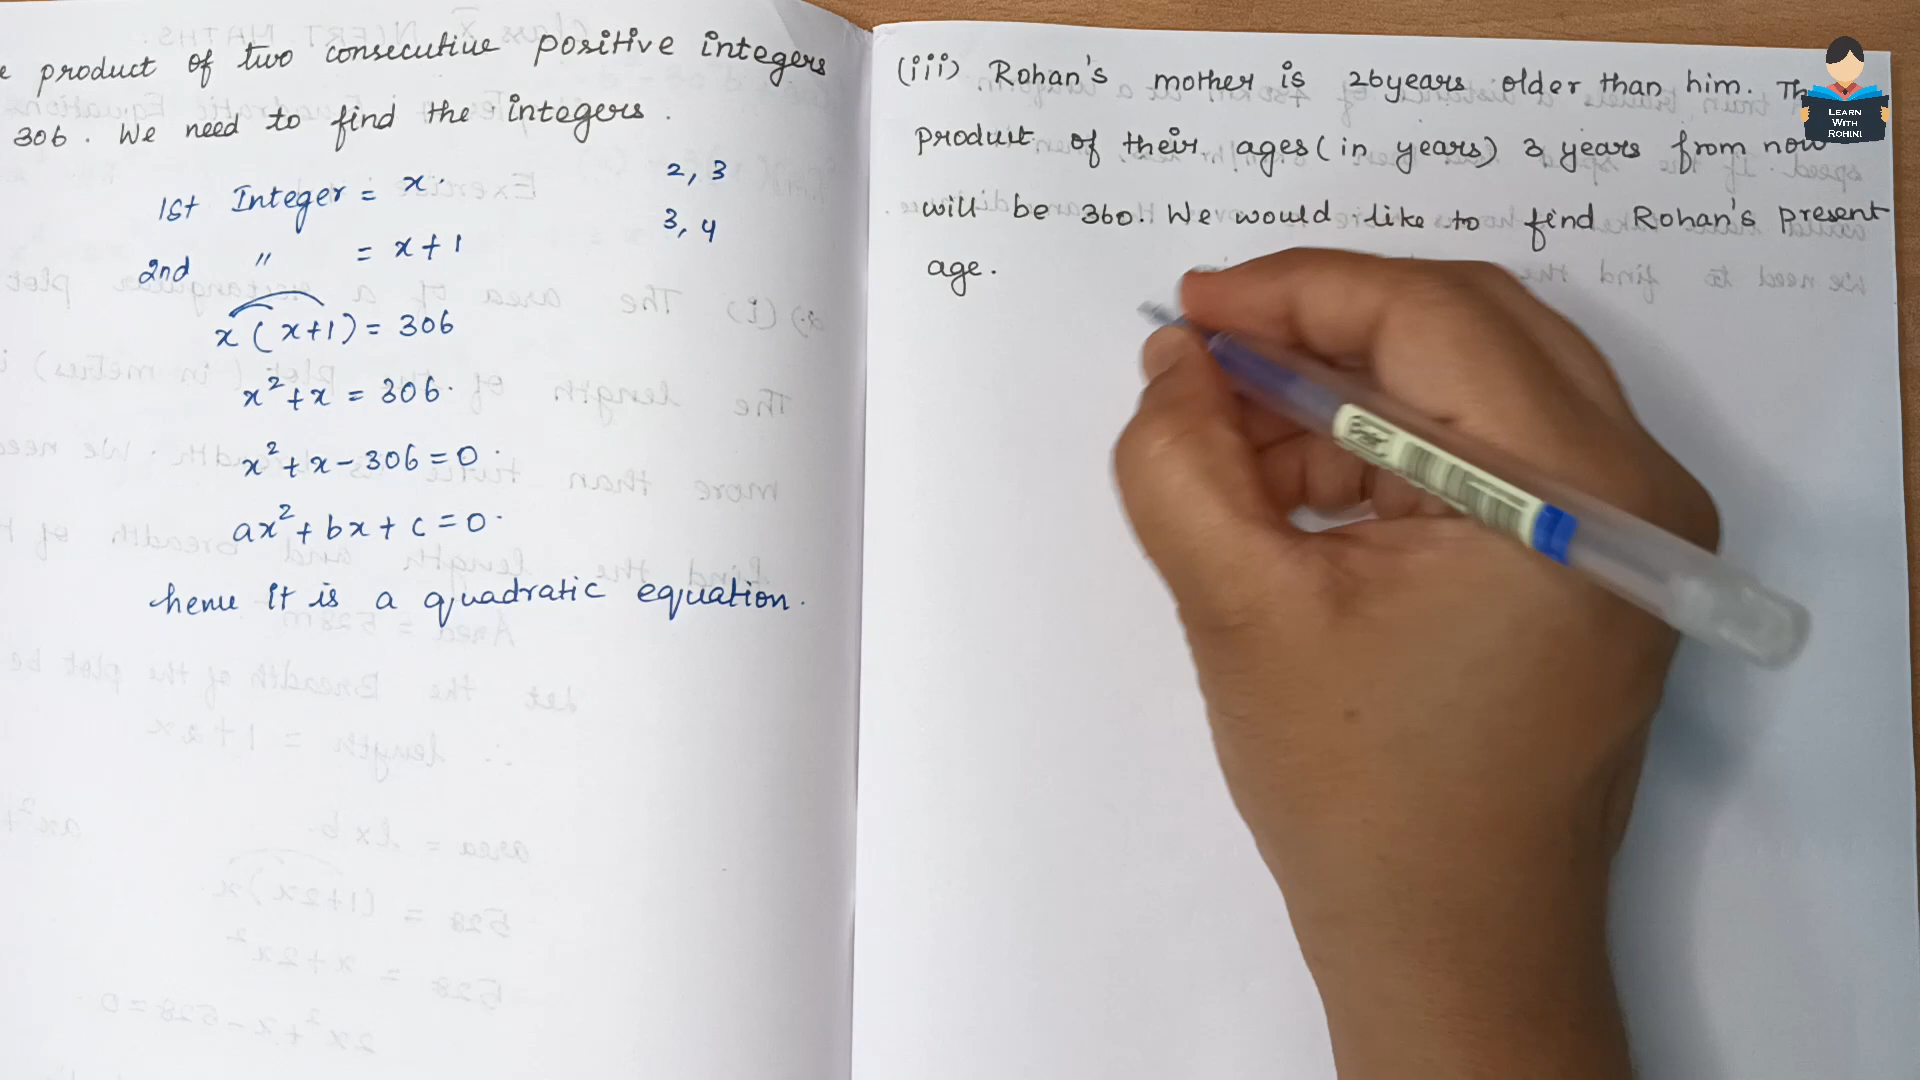 product of two consecutive positive integers
306. We need to find the integers.
1st Integer = x.
2, 3
3, 4
2nd " = x+1
x(x+1) = 306
x²+x = 306.
x²+x-306=0.
ax²+bx+c=0.
hence it is a quadratic equation.
(iii) Rohan's mother is 26years older than him. Th
product of their ages (in years) 3 years from now
will be 360. We would like to find Rohan's present
age.
LEARN
WITH
ROHINI